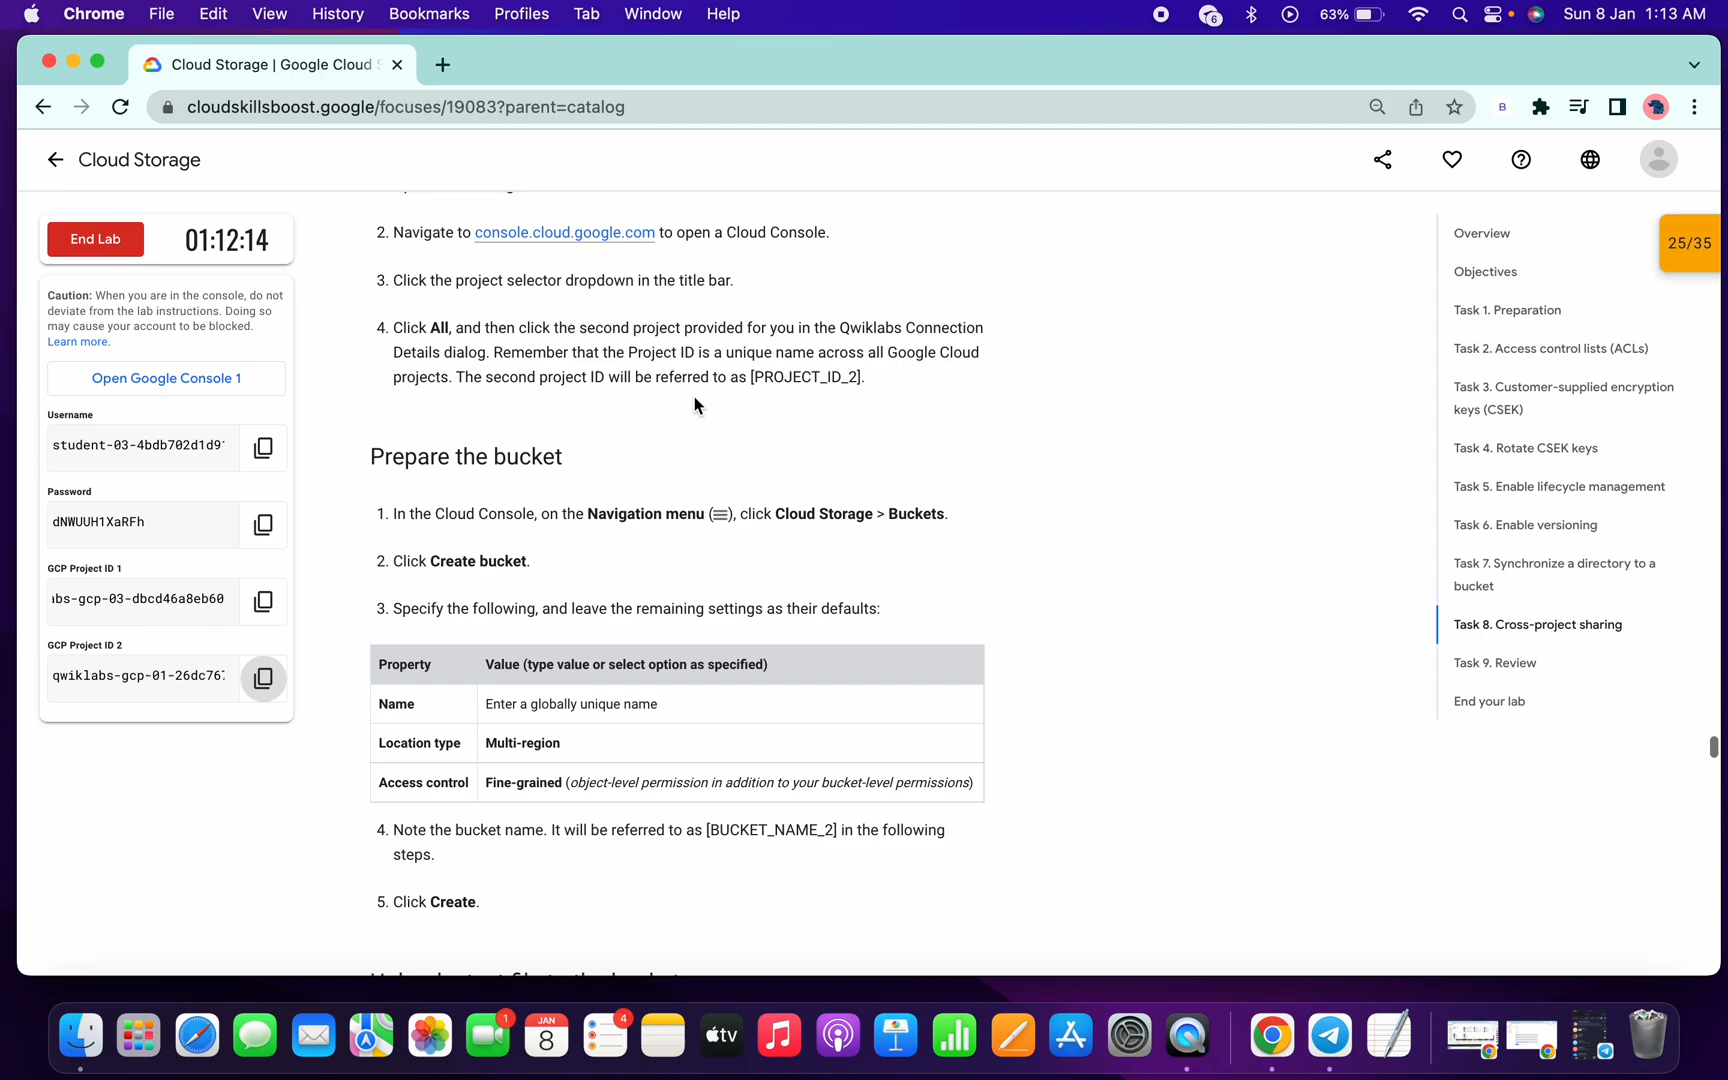 Chrome File Edit View History Bookmarks Profiles Tab Window Help
6
63%
Sun 8 Jan 1:13 AM
Cloud Storage | Google Cloud S
cloudskillsboost.google/focuses/19083?parent=catalog
B
Cloud Storage
End Lab
01:12:14
Caution: When you are in the console, do not
deviate from the lab instructions. Doing so
may cause your account to be blocked.
Learn more.
Open Google Console 1
Username
student-03-4bdb702d1d9
Password
dNWUUH1XaRFh
GCP Project ID 1
bs-gcp-03-dbcd46a8eb60
GCP Project ID 2
qwiklabs-gcp-01-26dc76
2. Navigate to console.cloud.google.com to open a Cloud Console.
3. Click the project selector dropdown in the title bar.
4. Click All, and then click the second project provided for you in the Qwiklabs Connection
Details dialog. Remember that the Project ID is a unique name across all Google Cloud
projects. The second project ID will be referred to as [PROJECT_ID_2].
Prepare the bucket
1. In the Cloud Console, on the Navigation menu (≡), click Cloud Storage > Buckets.
2. Click Create bucket.
3. Specify the following, and leave the remaining settings as their defaults:
Property Value (type value or select option as specified)
Name Enter a globally unique name
Location type Multi-region
Access control Fine-grained (object-level permission in addition to your bucket-level permissions)
4. Note the bucket name. It will be referred to as [BUCKET_NAME_2] in the following
steps.
5. Click Create.
Overview
Objectives
Task 1. Preparation
Task 2. Access control lists (ACLs)
Task 3. Customer-supplied encryption
keys (CSEK)
Task 4. Rotate CSEK keys
Task 5. Enable lifecycle management
Task 6. Enable versioning
Task 7. Synchronize a directory to a
bucket
Task 8. Cross-project sharing
Task 9. Review
End your lab
25/35
1
JAN
8
4
tv